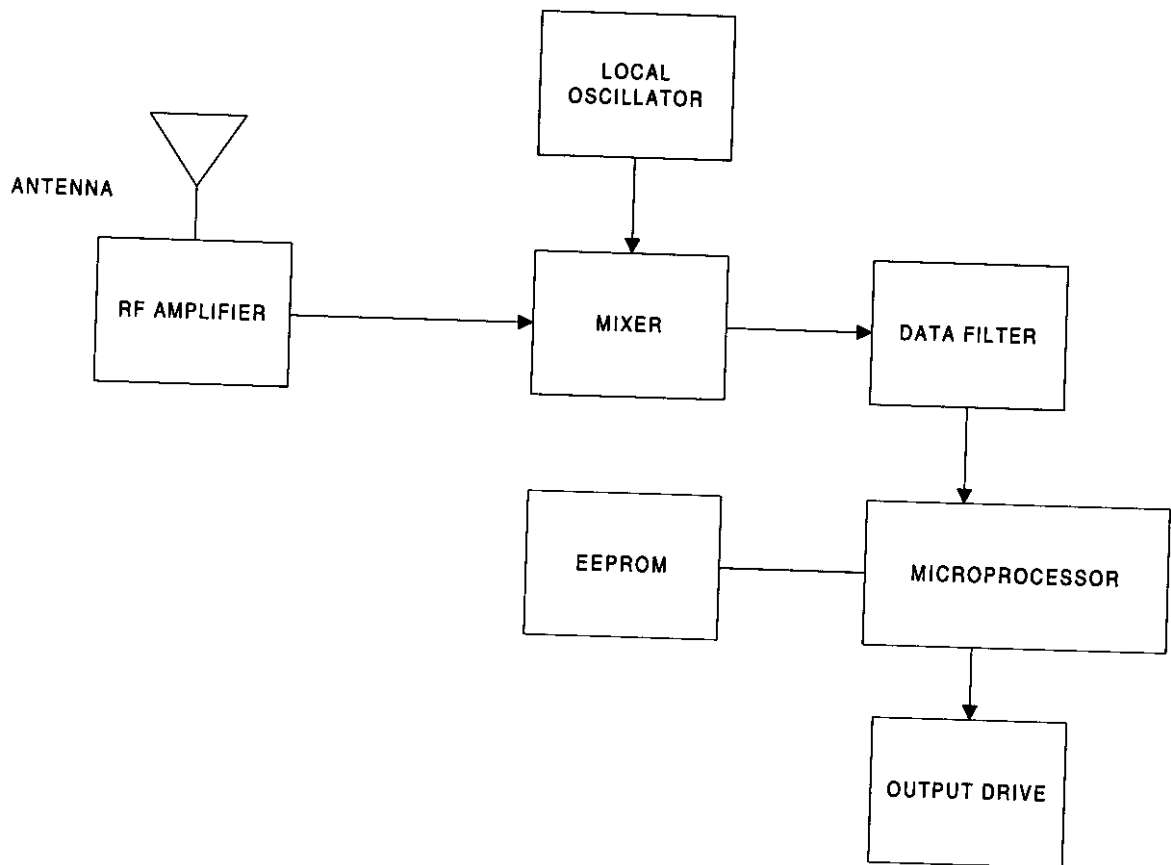 LOCAL
OSCILLATOR
ANTENNA
RF AMPLIFIER
MIXER
DATA FILTER
EEPROM
MICROPROCESSOR
OUTPUT DRIVE